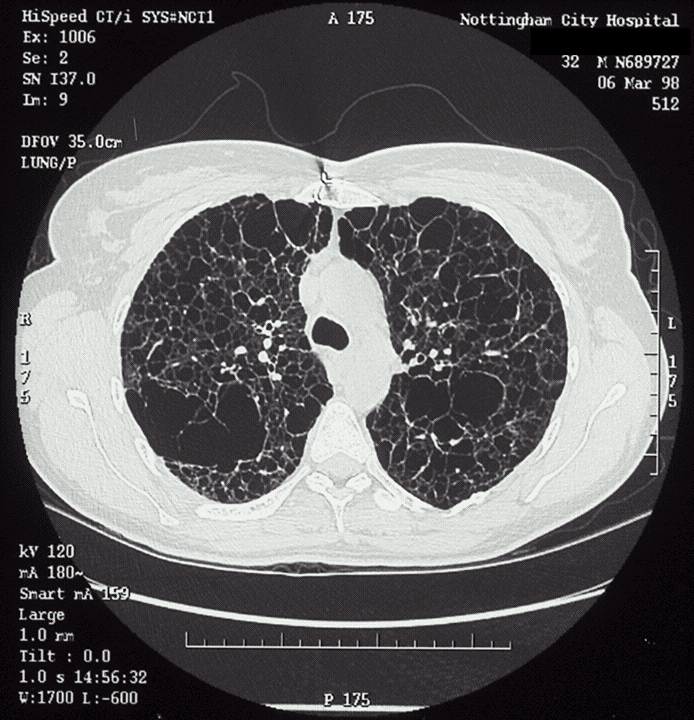 HiSpeed CT/i SYS#NCT1
Ex: 1006
Se: 2
SN I37.0
Im: 9
DFOV 35.0cm
LUNG/P
A 175
Nottingham City Hospital
32 M N689727
06 Mar 98
512
R
175
L
175
kV 120
mA 180~
Smart mA 159
Large
1.0 mm
Tilt : 0.0
1.0 s 14:56:32
W:1700 L:-600
P 175